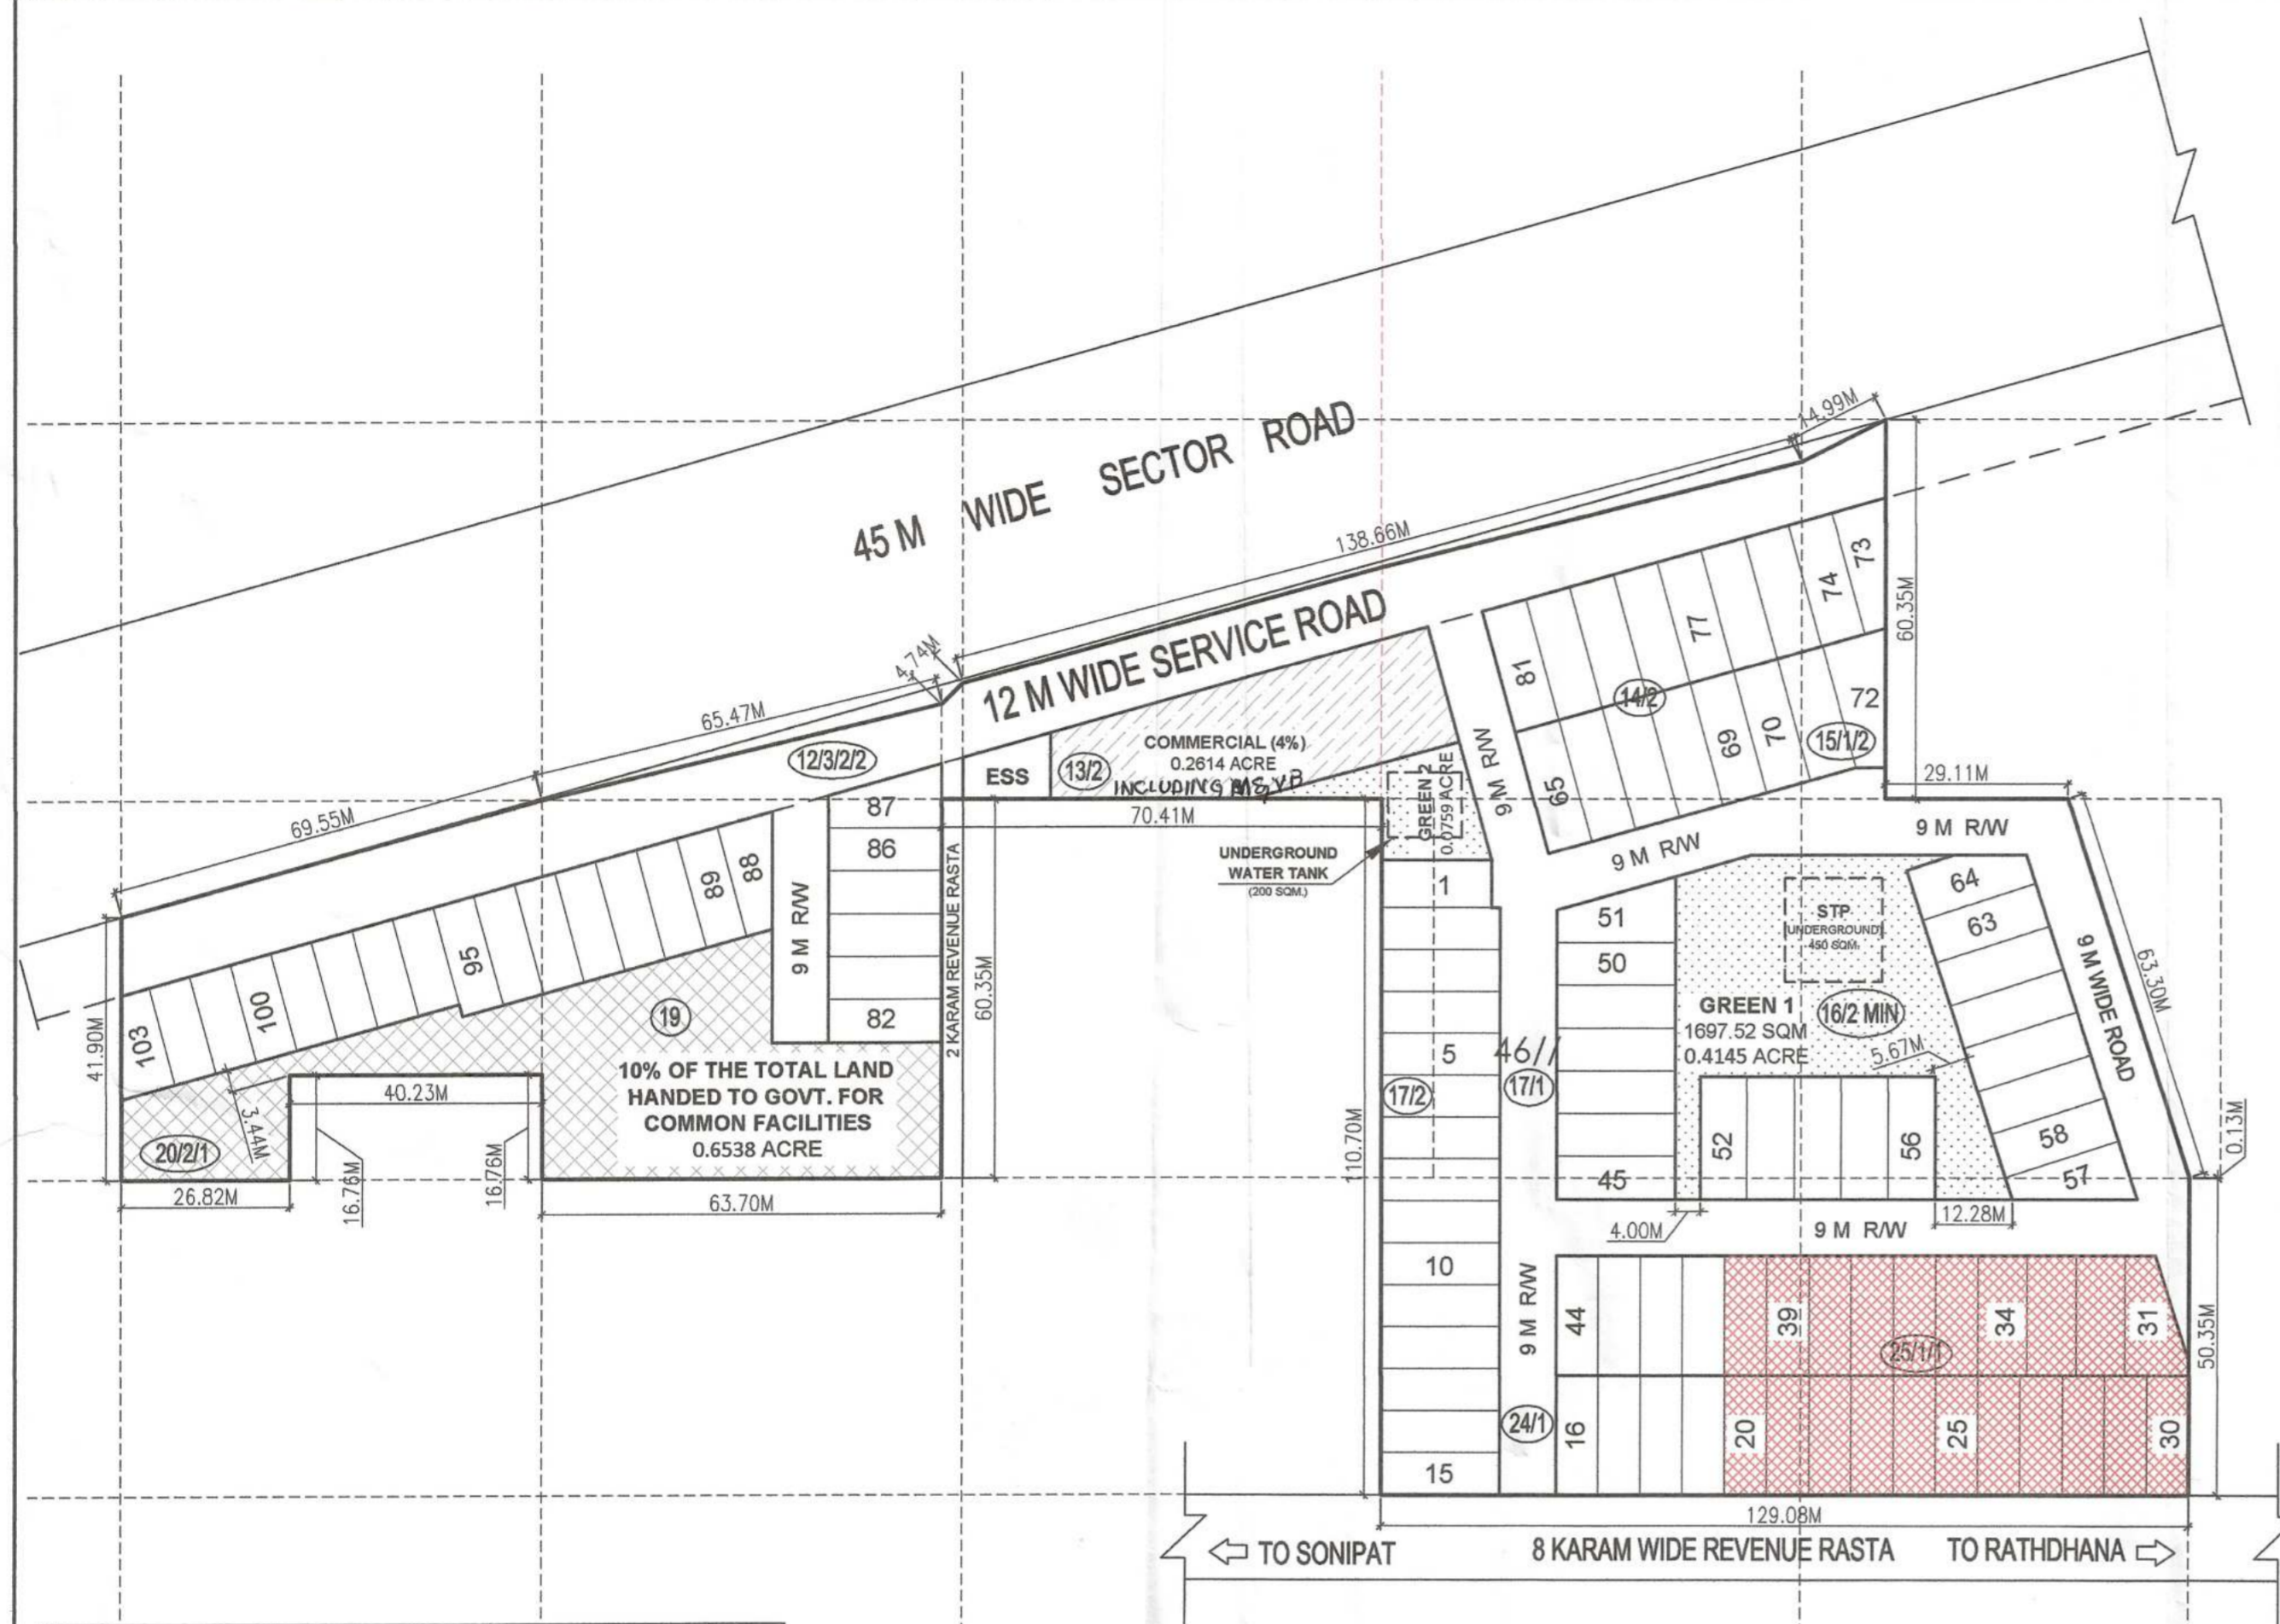 45 M WIDE SECTOR ROAD
14.99M
138.66M
12 M WIDE SERVICE ROAD
4.74M
65.47M
69.55M
60.35M
73
74
77
81
14/2
72
70
69
65
15/1/2
12/3/2/2
ESS
13/2
COMMERCIAL (4%)
0.2614 ACRE
INCLUDING
70.41M
GREEN 2
0.0759 ACRE
9 M R/W
29.11M
9 M R/W
9 M R/W
UNDERGROUND
WATER TANK
(200 SQM.)
87
86
82
88
89
95
100
103
9 M R/W
2 KARAM REVENUE RASTA
60.35M
41.90M
19
10% OF THE TOTAL LAND
HANDED TO GOVT. FOR
COMMON FACILITIES
0.6538 ACRE
40.23M
3.44M
20/2/1
26.82M
16.76M
16.76M
63.70M
110.70M
1
5
10
15
17/2
46//
17/1
51
50
45
STP
UNDERGROUND
450 SQM.
GREEN 1
1697.52 SQM
0.4145 ACRE
16/2 MIN
5.67M
64
63
58
57
9 M WIDE ROAD
63.30M
0.13M
52
56
4.00M
12.28M
9 M R/W
9 M R/W
24/1
44
39
34
31
25/1/1
16
20
25
30
50.35M
129.08M
TO SONIPAT
8 KARAM WIDE REVENUE RASTA
TO RATHDHANA